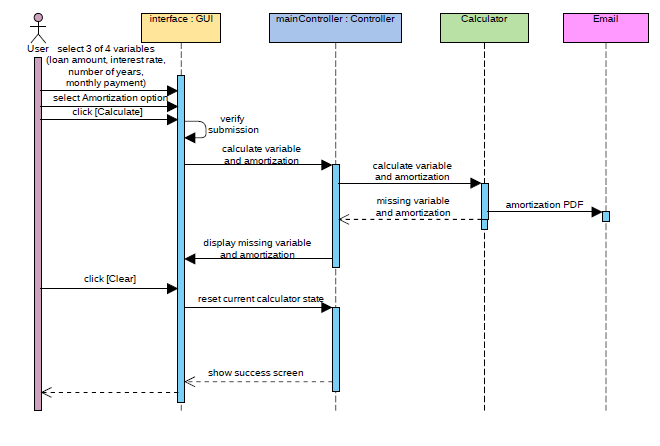 interface : GUI
mainController : Controller
Calculator
Email
User
select 3 of 4 variables
(loan amount, interest rate,
number of years,
monthly payment)
select Amortization option
click [Calculate]
verify
submission
calculate variable
and amortization
calculate variable
and amortization
missing variable
and amortization
amortization PDF
display missing variable
and amortization
click [Clear]
reset current calculator state
show success screen